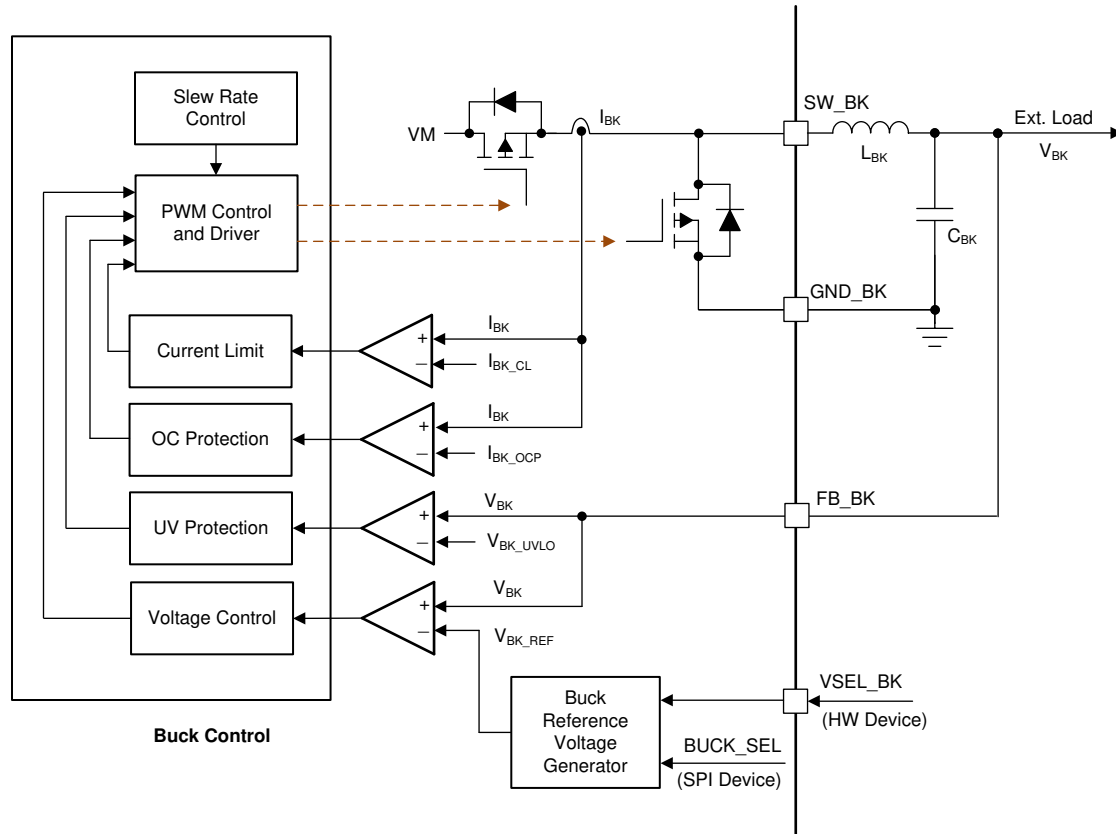 Slew Rate
Control
PWM Control
and Driver
VM
I_BK
SW_BK
L_BK
Ext. Load
V_BK
C_BK
GND_BK
Current Limit
+
−
I_BK
I_BK_CL
OC Protection
+
−
I_BK
I_BK_OCP
UV Protection
+
−
V_BK
V_BK_UVLO
FB_BK
Voltage Control
+
−
V_BK
V_BK_REF
Buck
Reference
Voltage
Generator
VSEL_BK
(HW Device)
BUCK_SEL
(SPI Device)
Buck Control